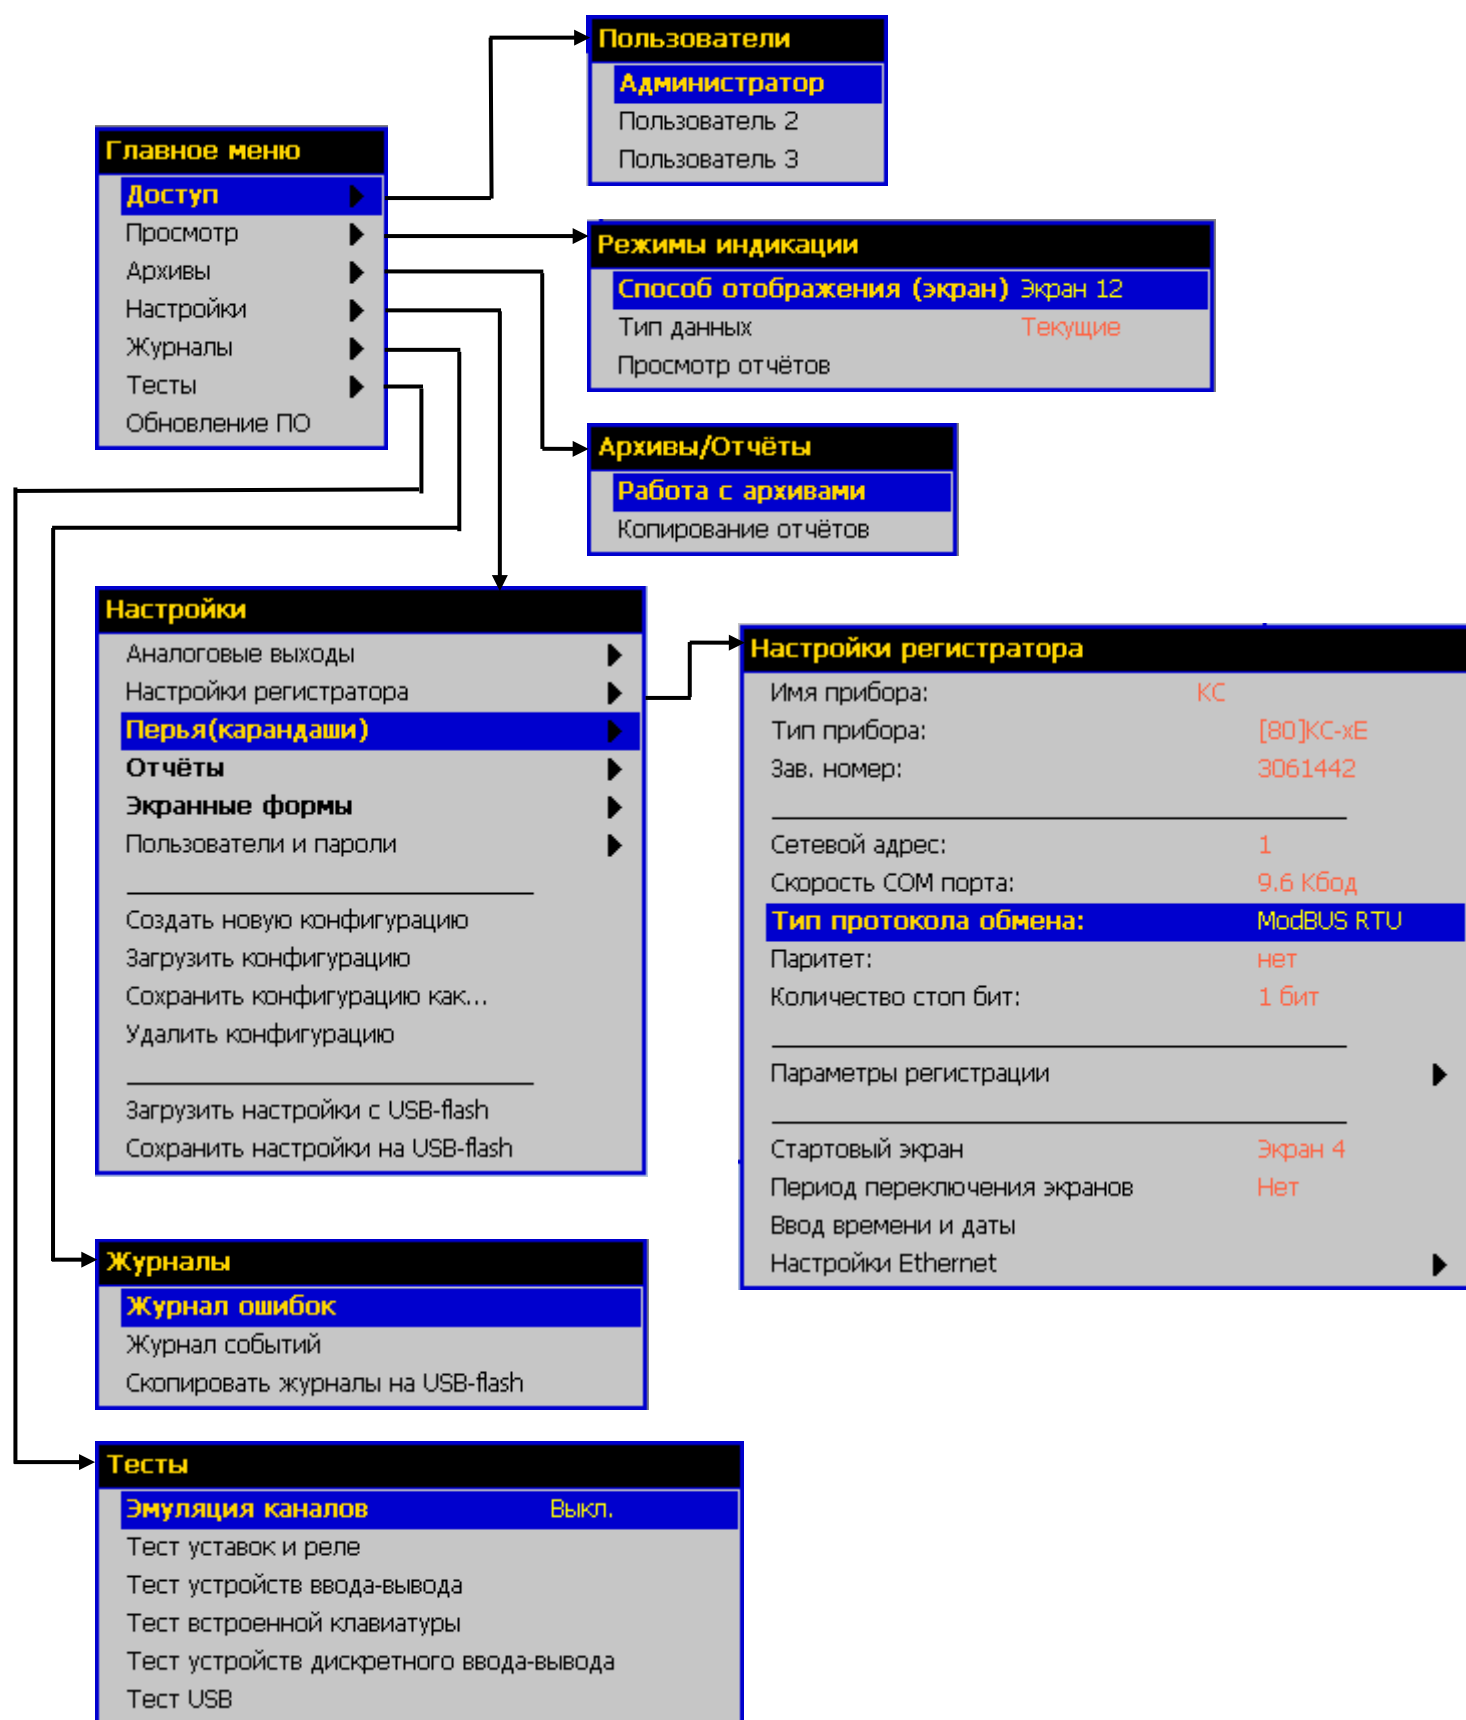 Пользователи
Администратор
Пользователь 2
Пользователь 3
Главное меню
Доступ
Просмотр
Архивы
Настройки
Журналы
Тесты
Обновление ПО
Режимы индикации
Способ отображения (экран) Экран 12
Тип данных Текущие
Просмотр отчётов
Архивы/Отчёты
Работа с архивами
Копирование отчётов
Настройки
Аналоговые выходы
Настройки регистратора
Перья(карандаши)
Отчёты
Экранные формы
Пользователи и пароли
Создать новую конфигурацию
Загрузить конфигурацию
Сохранить конфигурацию как...
Удалить конфигурацию
Загрузить настройки с USB-flash
Сохранить настройки на USB-flash
Настройки регистратора
Имя прибора: КС
Тип прибора: [80]КС-хЕ
Зав. номер: 3061442
Сетевой адрес: 1
Скорость COM порта: 9.6 Кбод
Тип протокола обмена: ModBUS RTU
Паритет: нет
Количество стоп бит: 1 бит
Параметры регистрации
Стартовый экран Экран 4
Период переключения экранов Нет
Ввод времени и даты
Настройки Ethernet
Журналы
Журнал ошибок
Журнал событий
Скопировать журналы на USB-flash
Тесты
Эмуляция каналов Выкл.
Тест уставок и реле
Тест устройств ввода-вывода
Тест встроенной клавиатуры
Тест устройств дискретного ввода-вывода
Тест USB